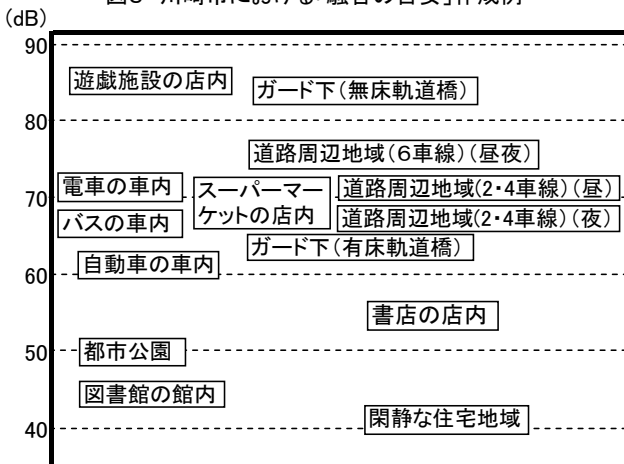 (dB)
90
遊戯施設の店内
ガード下(無床軌道橋)
80
道路周辺地域(6車線)(昼夜)
電車の車内
スーパーマー
ケットの店内
道路周辺地域(2・4車線)(昼)
70
バスの車内
道路周辺地域(2・4車線)(夜)
ガード下(有床軌道橋)
自動車の車内
60
書店の店内
都市公園
50
図書館の館内
閑静な住宅地域
40